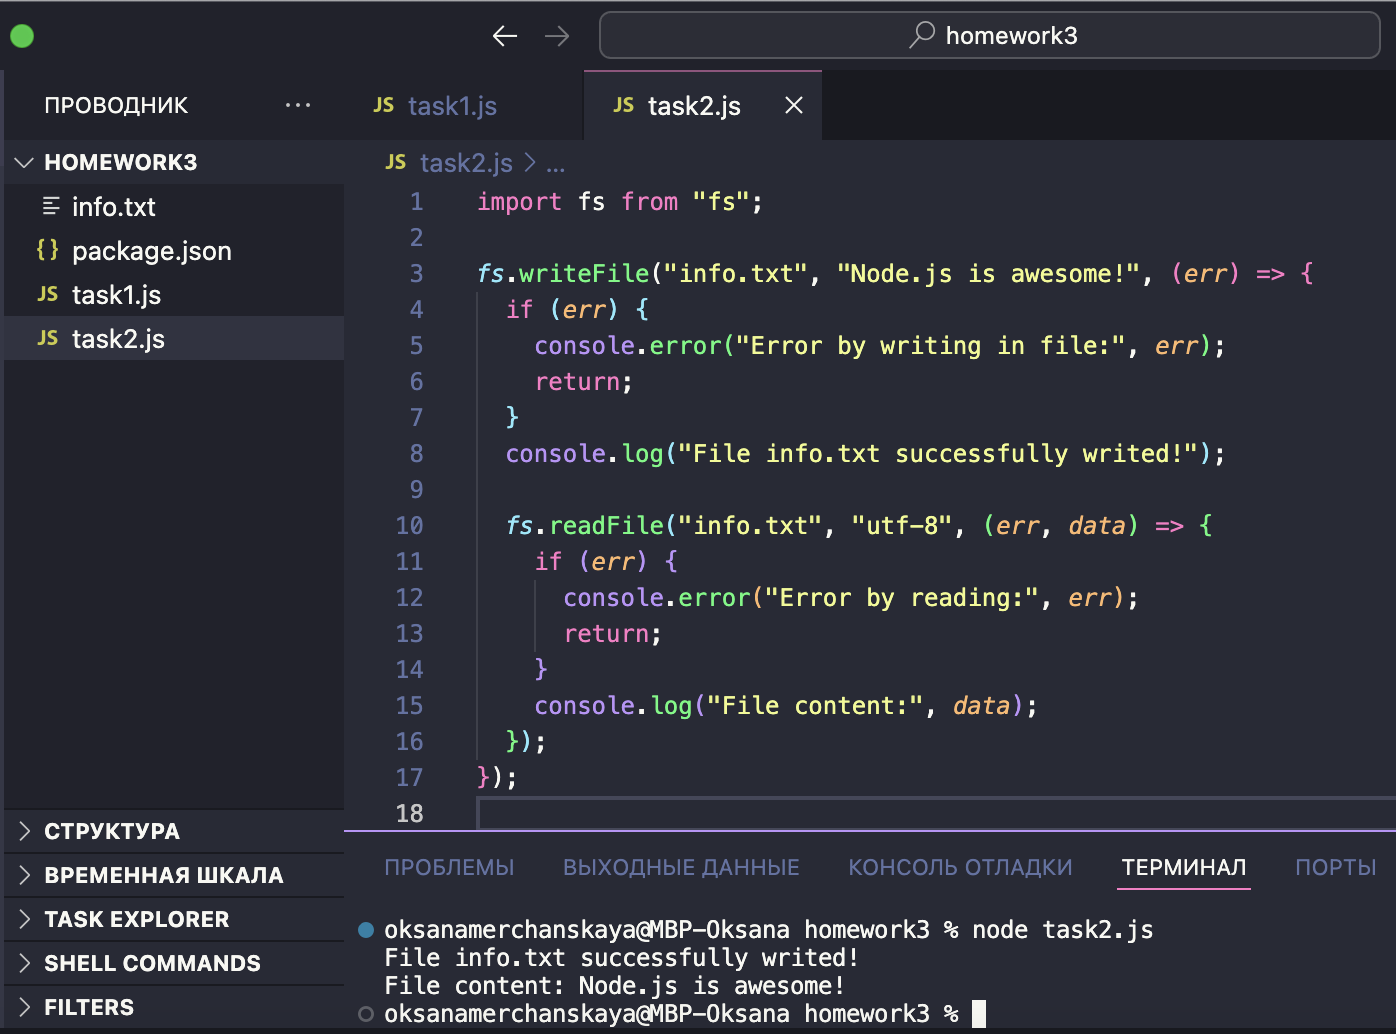 homework3
ПРОВОДНИК ...
JS task1.js
JS task2.js
HOMEWORK3
info.txt
{} package.json
JS task1.js
JS task2.js
СТРУКТУРА
ВРЕМЕННАЯ ШКАЛА
TASK EXPLORER
SHELL COMMANDS
FILTERS
JS task2.js > ...
1 import fs from "fs";
2
3 fs.writeFile("info.txt", "Node.js is awesome!", (err) => {
4 if (err) {
5 console.error("Error by writing in file:", err);
6 return;
7 }
8 console.log("File info.txt successfully writed!");
9
10 fs.readFile("info.txt", "utf-8", (err, data) => {
11 if (err) {
12 console.error("Error by reading:", err);
13 return;
14 }
15 console.log("File content:", data);
16 });
17 });
18
ПРОБЛЕМЫ ВЫХОДНЫЕ ДАННЫЕ КОНСОЛЬ ОТЛАДКИ ТЕРМИНАЛ ПОРТЫ
oksanamerchanskaya@MBP-Oksana homework3 % node task2.js
File info.txt successfully writed!
File content: Node.js is awesome!
oksanamerchanskaya@MBP-Oksana homework3 %